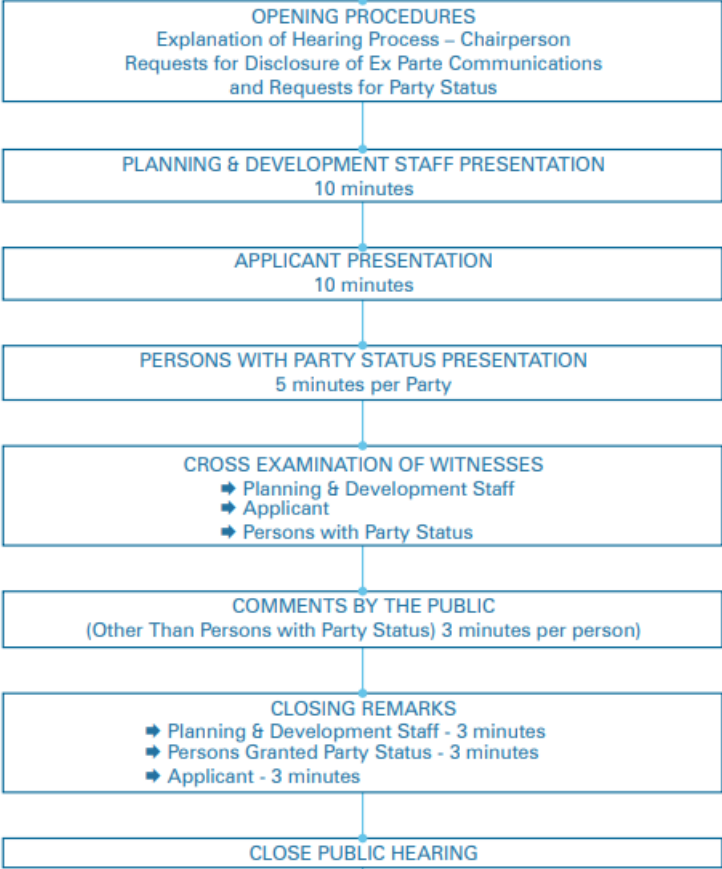 OPENING PROCEDURES
Explanation of Hearing Process – Chairperson
Requests for Disclosure of Ex Parte Communications
and Requests for Party Status
PLANNING & DEVELOPMENT STAFF PRESENTATION
10 minutes
APPLICANT PRESENTATION
10 minutes
PERSONS WITH PARTY STATUS PRESENTATION
5 minutes per Party
CROSS EXAMINATION OF WITNESSES
➡ Planning & Development Staff
➡ Applicant
➡ Persons with Party Status
COMMENTS BY THE PUBLIC
(Other Than Persons with Party Status) 3 minutes per person)
CLOSING REMARKS
➡ Planning & Development Staff - 3 minutes
➡ Persons Granted Party Status - 3 minutes
➡ Applicant - 3 minutes
CLOSE PUBLIC HEARING